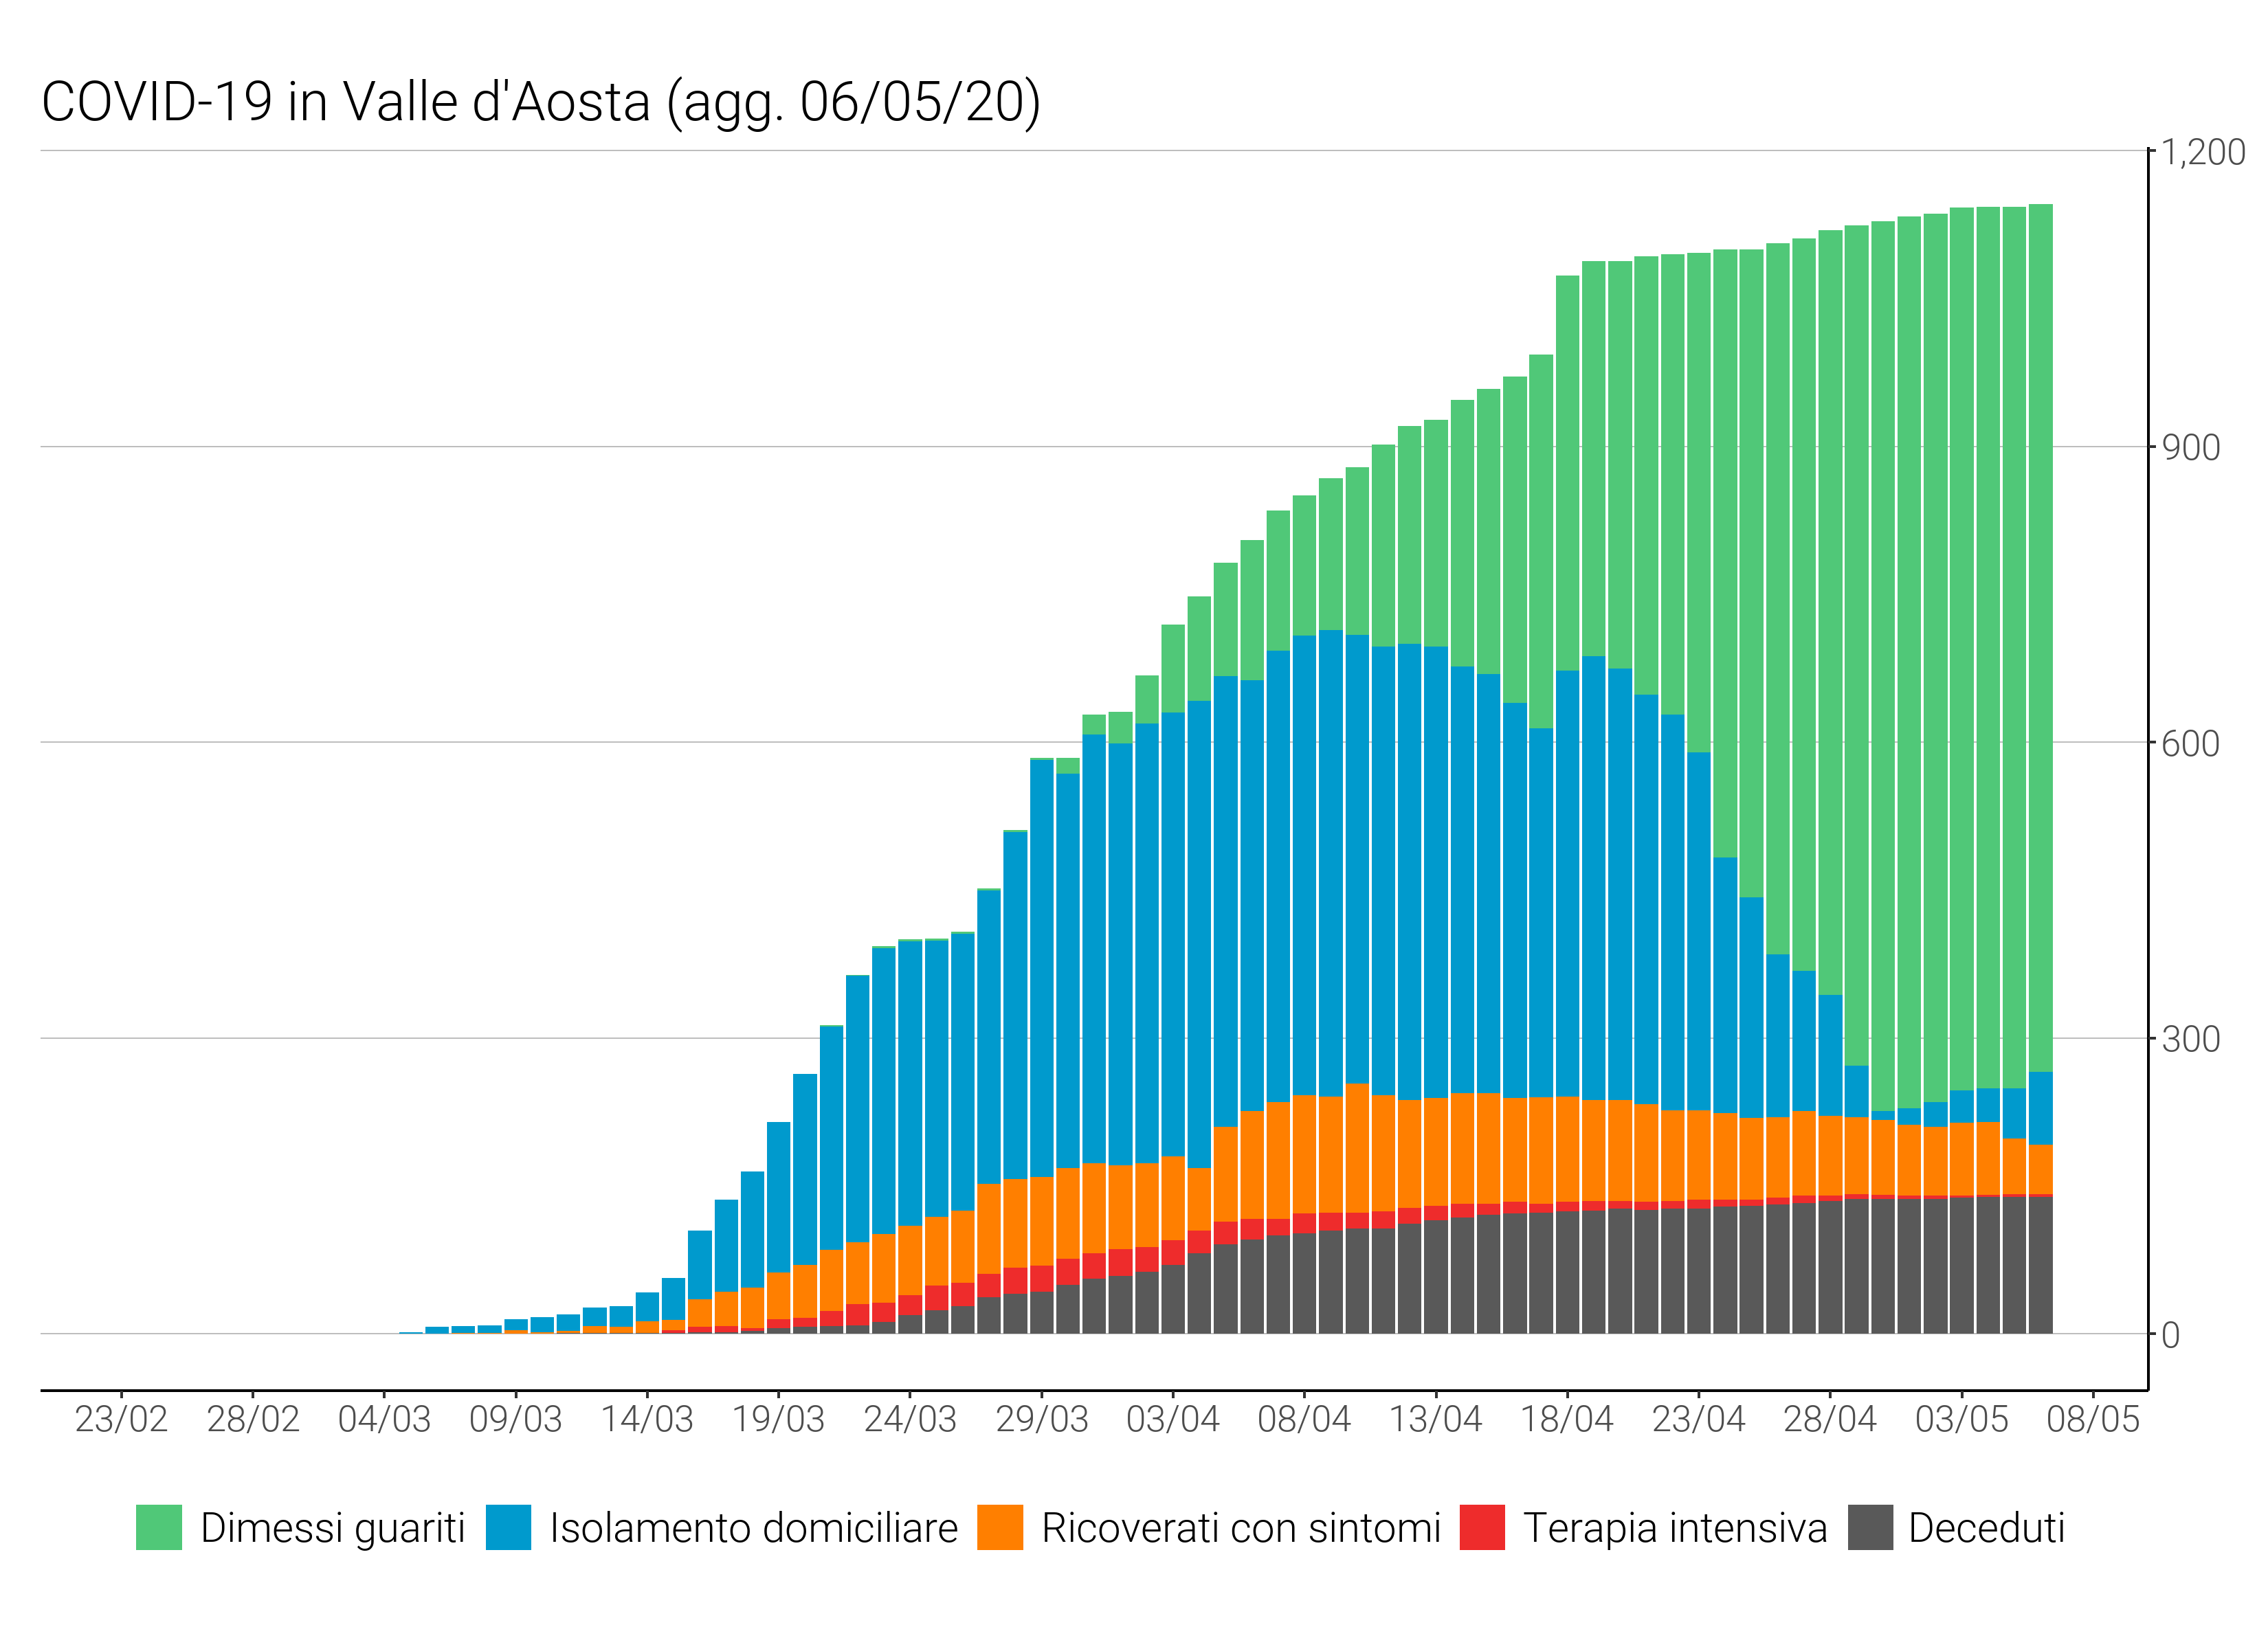 COVID-19 in Valle d'Aosta (agg. 06/05/20)
1,200
900
600
300
0
23/02 28/02 04/03 09/03 14/03 19/03 24/03 29/03 03/04 08/04 13/04 18/04 23/04 28/04 03/05 08/05
Dimessi guariti Isolamento domiciliare Ricoverati con sintomi Terapia intensiva Deceduti